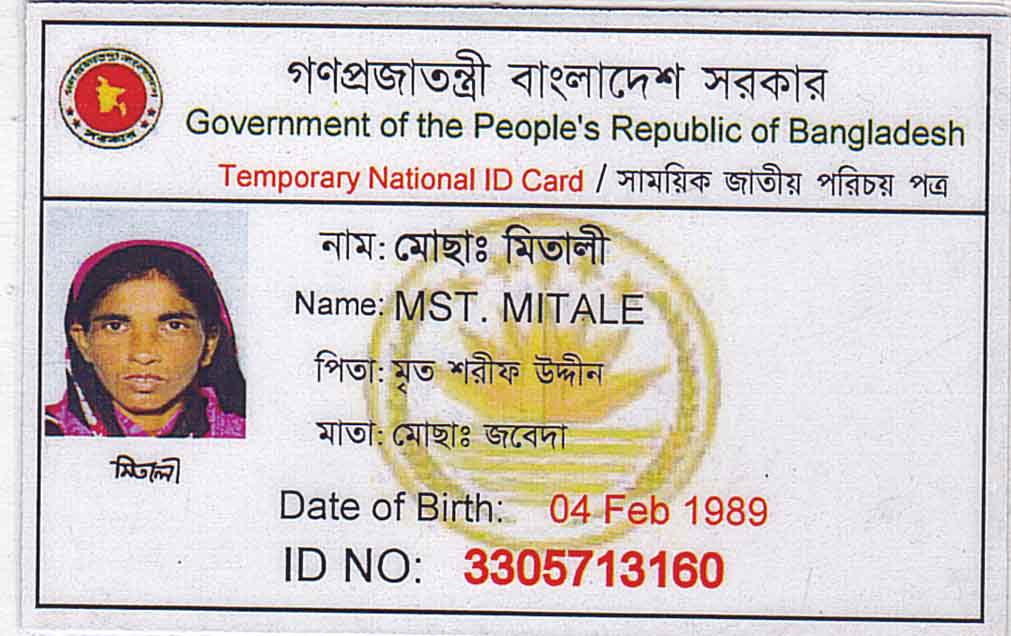 গণপ্রজাতন্ত্রী বাংলাদেশ সরকার
Government of the People's Republic of Bangladesh
Temporary National ID Card / সাময়িক জাতীয় পরিচয় পত্র
নাম: মোছাঃ মিতালী
Name: MST. MITALE
পিতা: মৃত শরীফ উদ্দীন
মাতা: মোছাঃ জবেদা
মিতালী
Date of Birth: 04 Feb 1989
ID NO: 3305713160